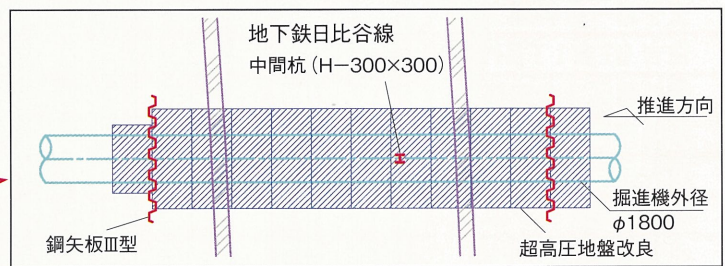 地下鉄日比谷線
中間杭(H−300×300)
推進方向
掘進機外径
φ1800
鋼矢板Ⅲ型
超高圧地盤改良